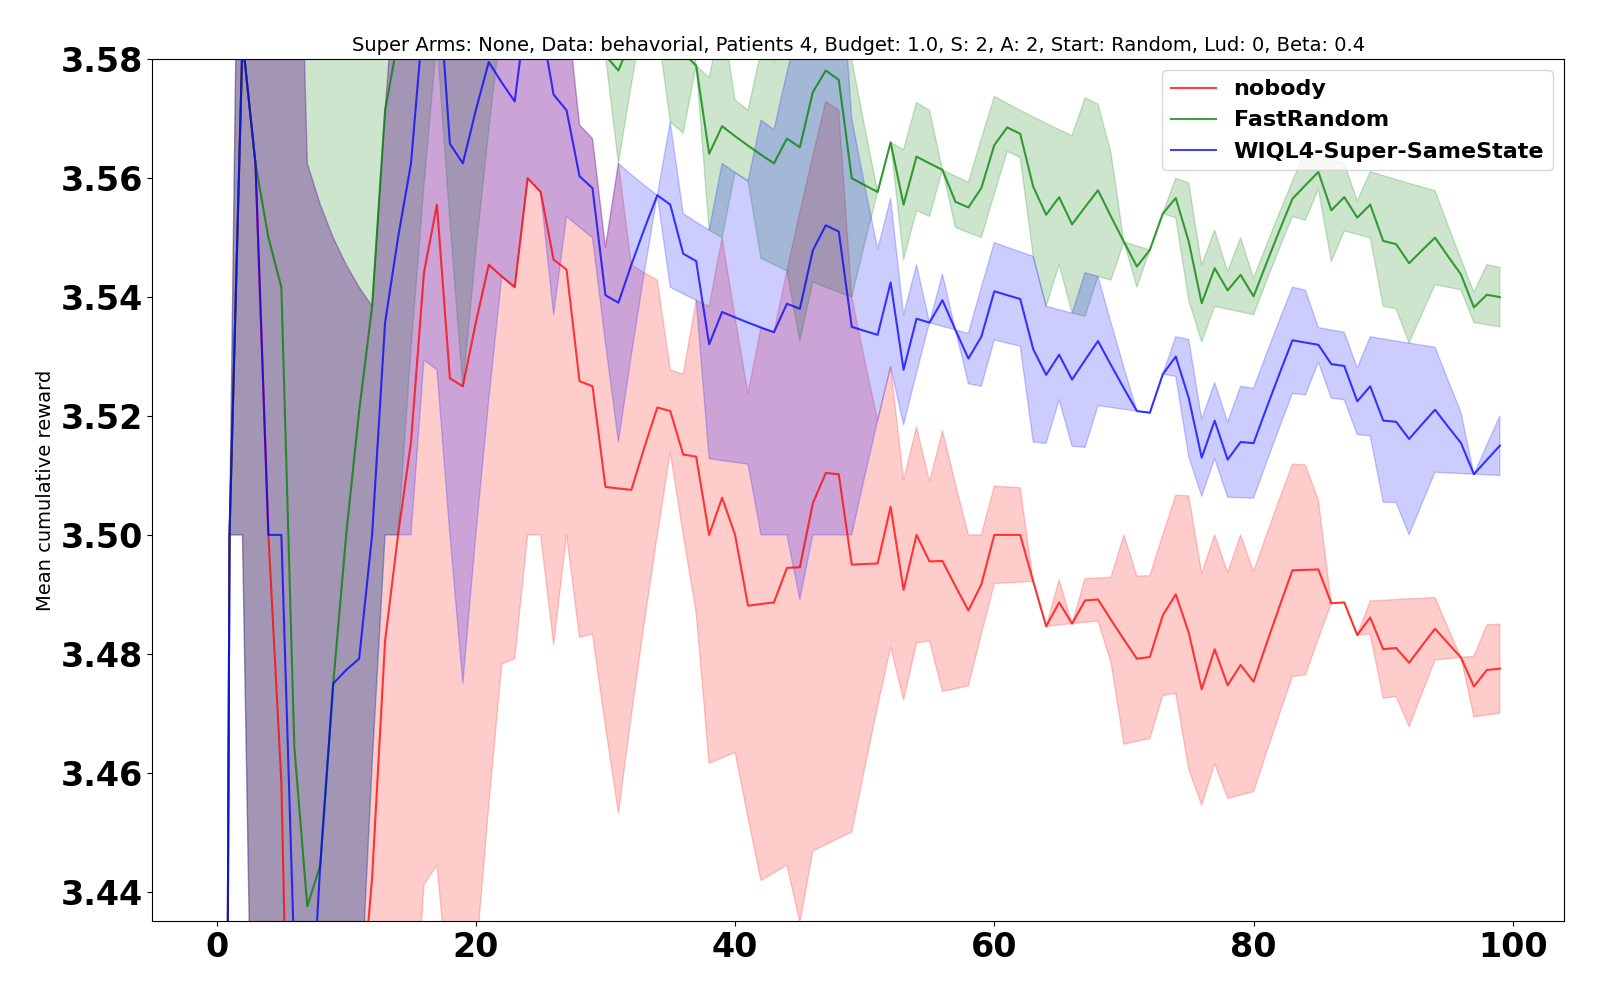 Super Arms: None, Data: behavorial, Patients 4, Budget: 1.0, S: 2, A: 2, Start: Random, Lud: 0, Beta: 0.4
nobody
FastRandom
WIQL4-Super-SameState
Mean cumulative reward
3.58
3.56
3.54
3.52
3.50
3.48
3.46
3.44
0 20 40 60 80 100